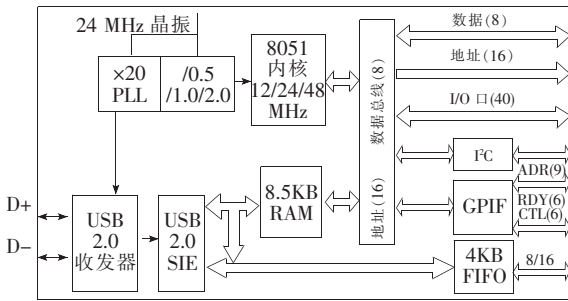 24 MHz 晶振
×20
PLL
/0.5
/1.0/2.0
8051
内核
12/24/48
MHz
数据总线(8)
地址(16)
数据(8)
地址(16)
I/O 口(40)
I²C
ADR(9)
GPIF
RDY(6)
CTL(6)
8.5KB
RAM
D+
D−
USB
2.0
收发器
USB
2.0
SIE
4KB
FIFO
8/16